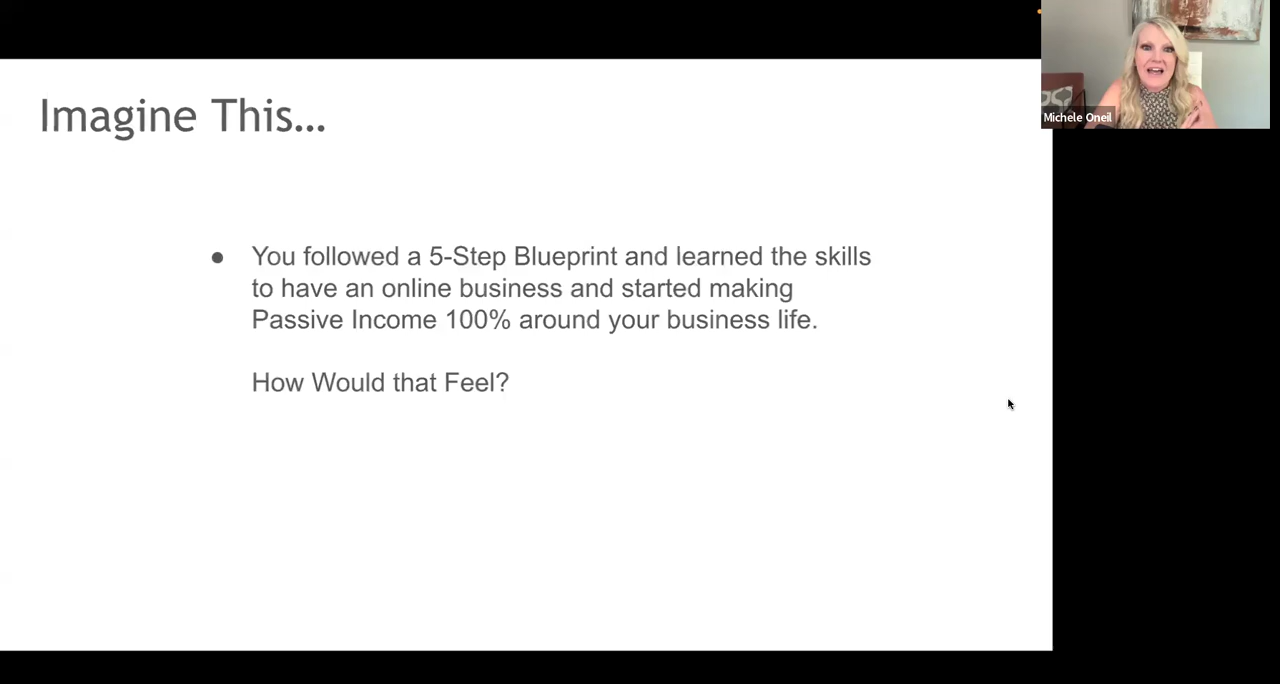 Imagine This...
Michele Oneil
● You followed a 5-Step Blueprint and learned the skills
to have an online business and started making
Passive Income 100% around your business life.
How Would that Feel?